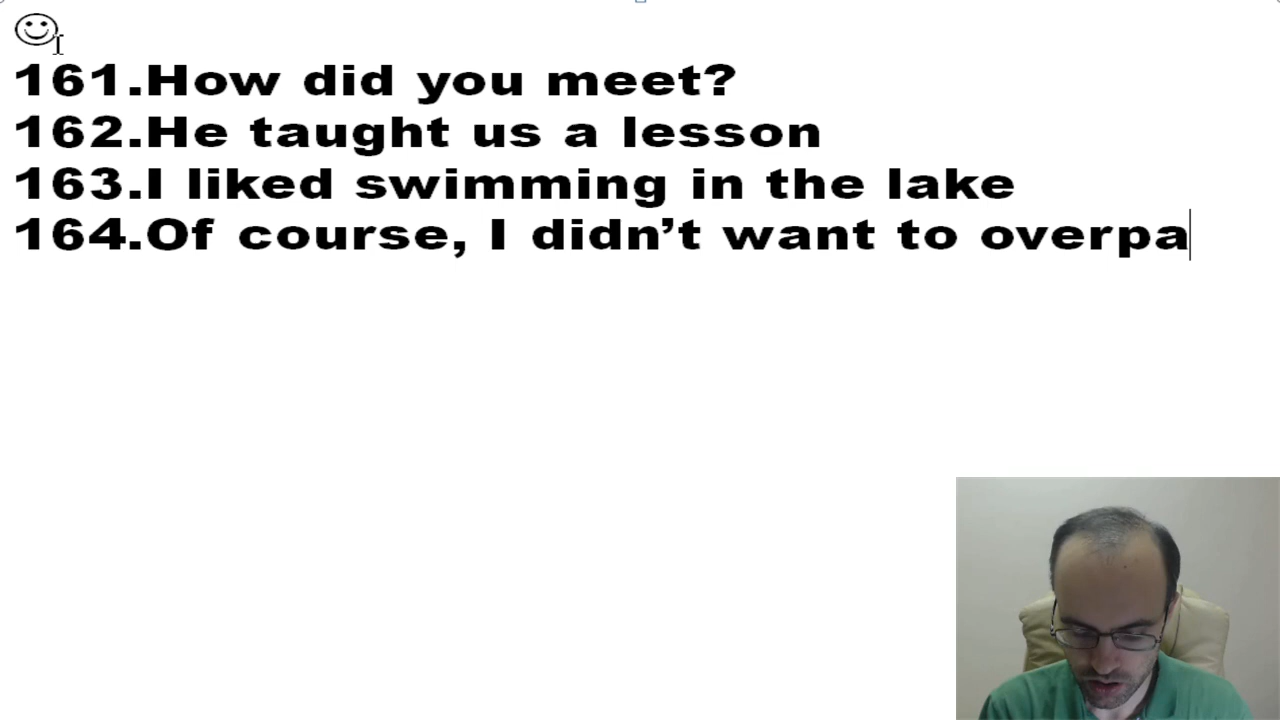 161.How did you meet?
162.He taught us a lesson
163.I liked swimming in the lake
164.Of course, I didn’t want to overpa